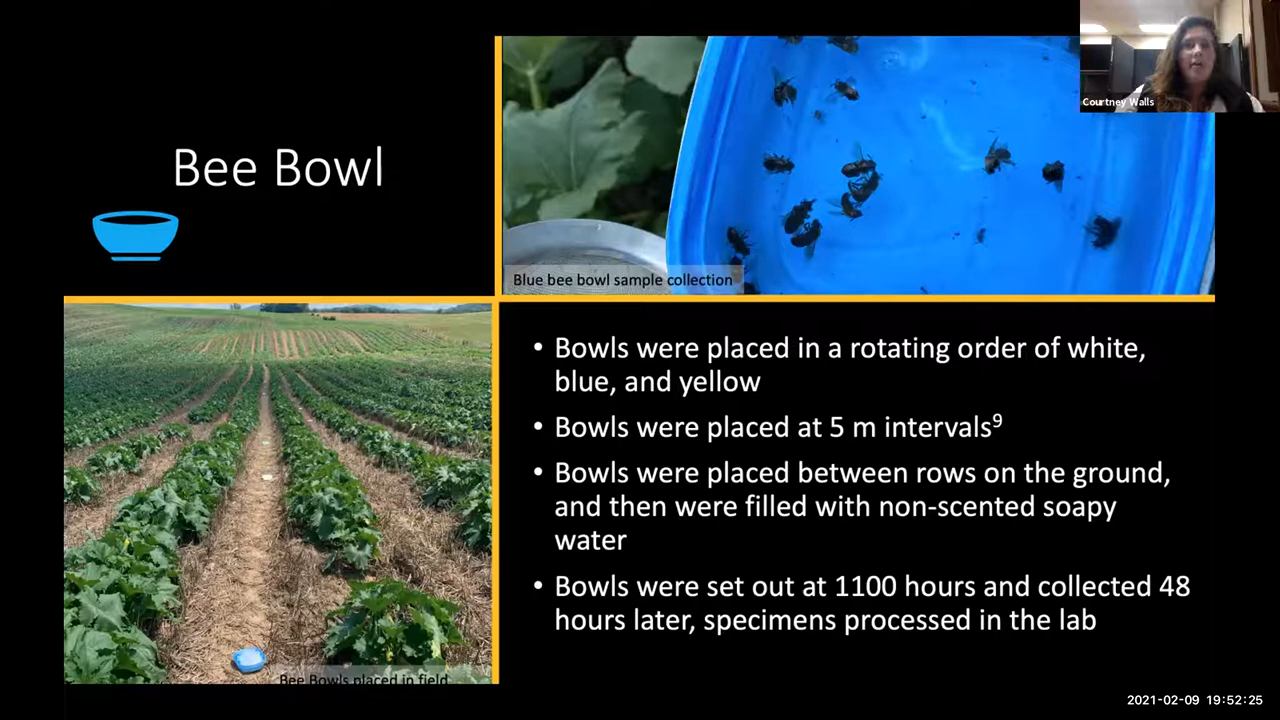 Courtney Walls
Bee Bowl
Blue bee bowl sample collection
• Bowls were placed in a rotating order of white,
blue, and yellow
• Bowls were placed at 5 m intervals⁹
• Bowls were placed between rows on the ground,
and then were filled with non-scented soapy
water
• Bowls were set out at 1100 hours and collected 48
hours later, specimens processed in the lab
Bee Bowls placed in field
2021-02-09 19:52:25